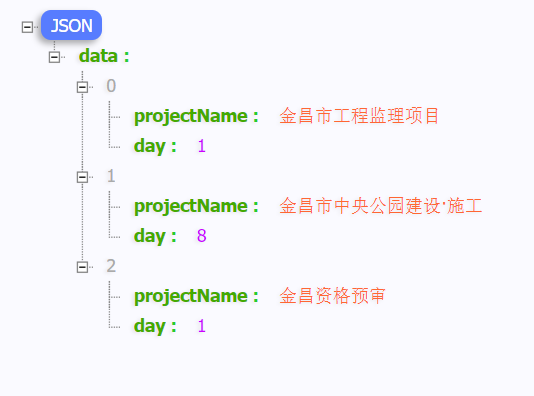 JSON
data :
0
projectName : 金昌市工程监理项目
day : 1
1
projectName : 金昌市中央公园建设·施工
day : 8
2
projectName : 金昌资格预审
day : 1